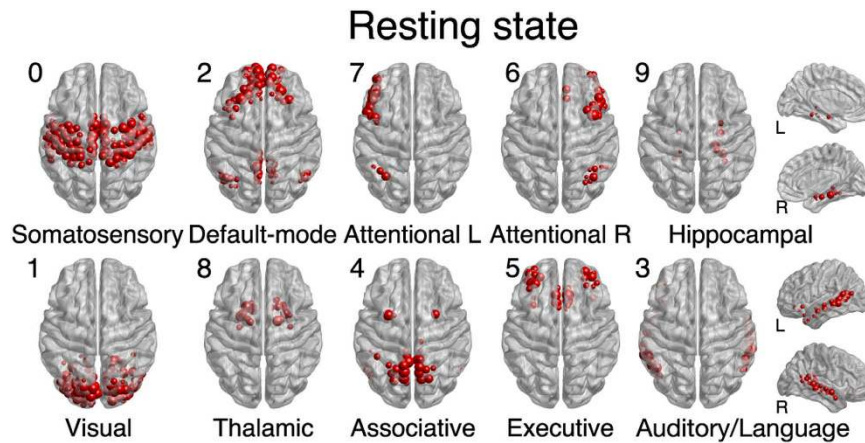 Resting state
0 2 7 6 9
L
R
Somatosensory Default-mode Attentional L Attentional R Hippocampal
1 8 4 5 3
L
R
Visual Thalamic Associative Executive Auditory/Language